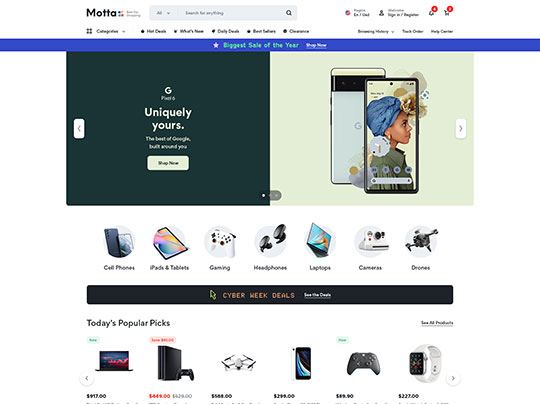 Motta
Best for Shopping
All
Search for anything
Region
En / Usd
Welcome
Sign in / Register
Categories
Hot Deals
What's New
Daily Deals
Best Sellers
Clearance
Browsing History
Track Order
Help Center
Biggest Sale of the Year Shop Now
G
Pixel 6
Uniquely
yours.
The best of Google,
built around you
Shop Now
Cell Phones
iPads & Tablets
Gaming
Headphones
Laptops
Cameras
Drones
CYBER WEEK DEALS See the Deals
Today's Popular Picks
See All Products
New
Save $80.00
New
$917.00
$449.00 $529.00
$588.00
$299.00
$89.90
$227.00